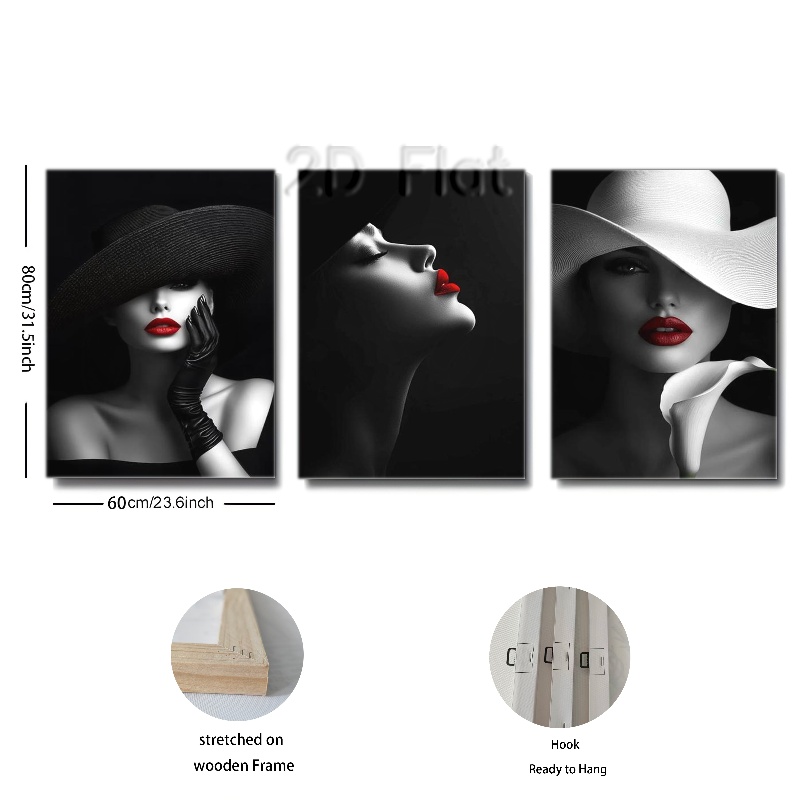 2D Flat
80cm/31.5inch
60cm/23.6inch
stretched on
wooden Frame
Hook
Ready to Hang